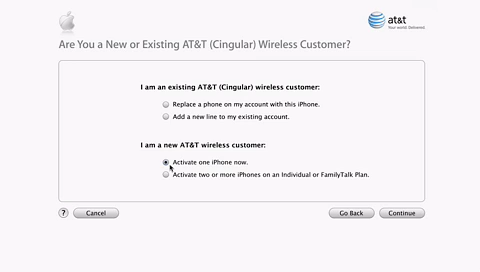 at&t
Your world. Delivered.
Are You a New or Existing AT&T (Cingular) Wireless Customer?
I am an existing AT&T (Cingular) wireless customer:
Replace a phone on my account with this iPhone.
Add a new line to my existing account.
I am a new AT&T wireless customer:
Activate one iPhone now.
Activate two or more iPhones on an Individual or FamilyTalk Plan.
? Cancel Go Back Continue